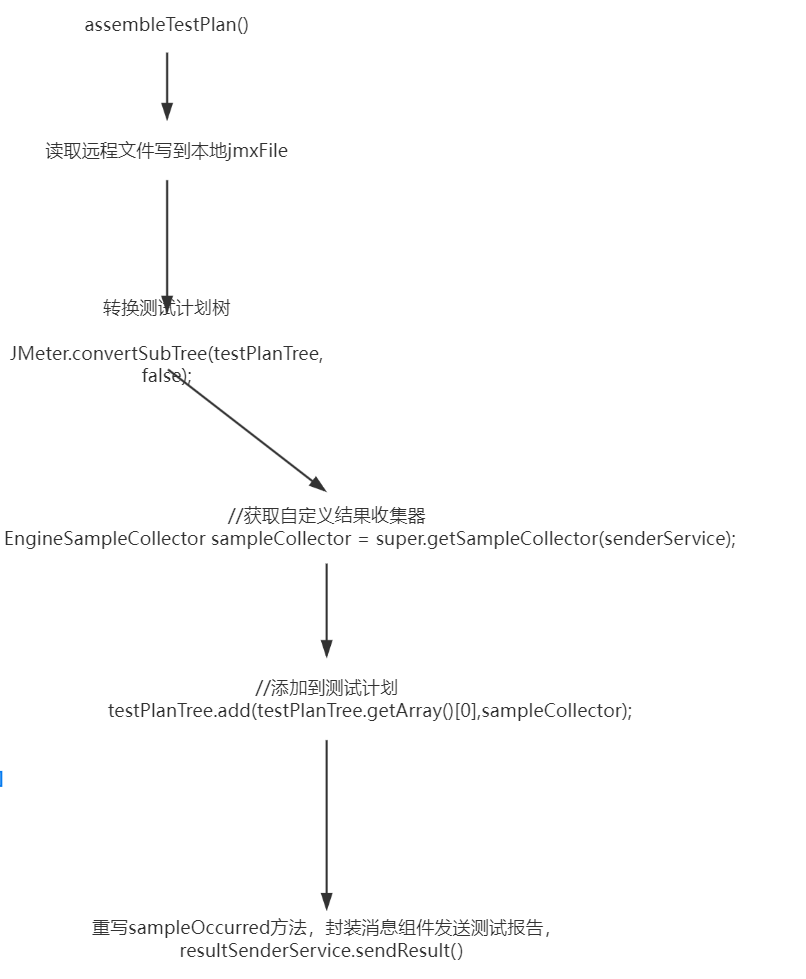 assembleTestPlan()
读取远程文件写到本地jmxFile
转换测试计划树
JMeter.convertSubTree(testPlanTree,
false);
//获取自定义结果收集器
EngineSampleCollector sampleCollector = super.getSampleCollector(senderService);
//添加到测试计划
testPlanTree.add(testPlanTree.getArray()[0],sampleCollector);
重写sampleOccurred方法，封装消息组件发送测试报告，
resultSenderService.sendResult()